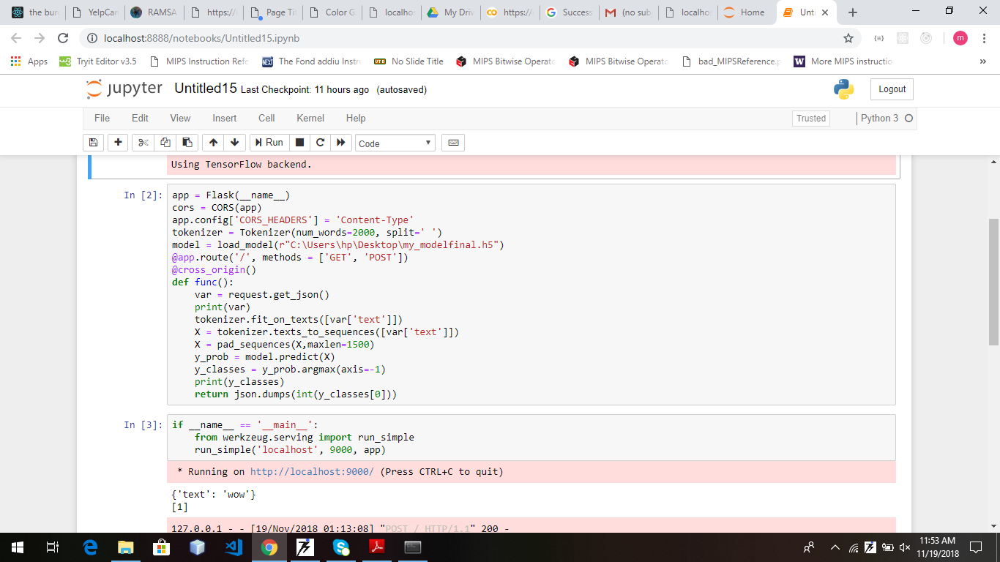 the bur
YelpCar
RAMSA
https://
Page Tit
Color G
localhos
My Driv
https://
Success
(no sub
localhos
Home
Unti
localhost:8888/notebooks/Untitled15.ipynb
m
Apps
Tryit Editor v3.5
MIPS Instruction Refe
The Fond addiu Instr
No Slide Title
MIPS Bitwise Operato
MIPS Bitwise Operato
bad_MIPSReference.p
More MIPS instructio
»
jupyter Untitled15 Last Checkpoint: 11 hours ago (autosaved)
Logout
File Edit View Insert Cell Kernel Help
Trusted
Python 3
Run
Code
Using TensorFlow backend.
In [2]:
app = Flask(__name__)
cors = CORS(app)
app.config['CORS_HEADERS'] = 'Content-Type'
tokenizer = Tokenizer(num_words=2000, split=' ')
model = load_model(r"C:\Users\hp\Desktop\my_modelfinal.h5")
@app.route('/', methods = ['GET', 'POST'])
@cross_origin()
def func():
    var = request.get_json()
    print(var)
    tokenizer.fit_on_texts([var['text']])
    X = tokenizer.texts_to_sequences([var['text']])
    X = pad_sequences(X,maxlen=1500)
    y_prob = model.predict(X)
    y_classes = y_prob.argmax(axis=-1)
    print(y_classes)
    return json.dumps(int(y_classes[0]))
In [3]:
if __name__ == '__main__':
    from werkzeug.serving import run_simple
    run_simple('localhost', 9000, app)
 * Running on http://localhost:9000/ (Press CTRL+C to quit)
{'text': 'wow'}
[1]
127.0.0.1 - - [19/Nov/2018 01:13:08] "POST / HTTP/1.1" 200 -
11:53 AM
11/19/2018